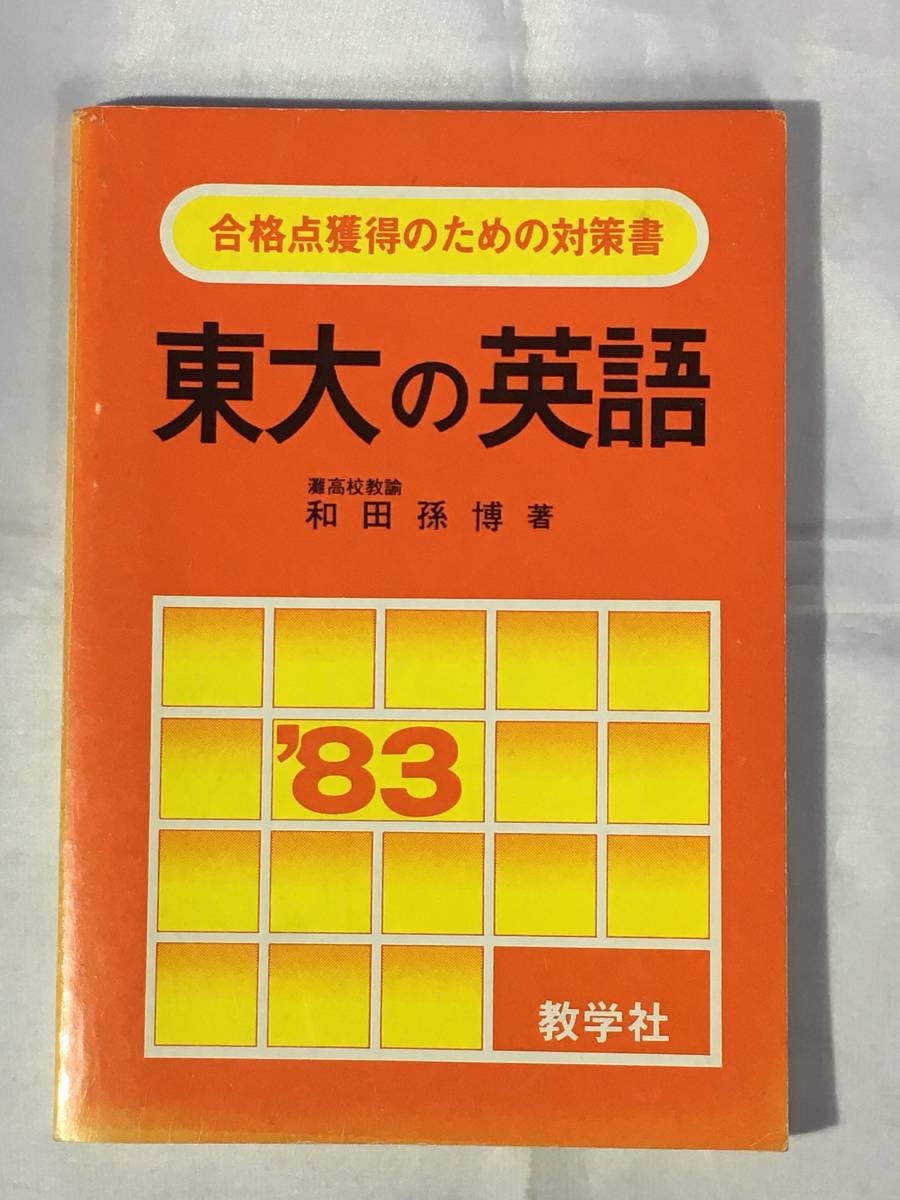 合格点獲得のための対策書
東大の英語
灘高校教諭
和田孫博 著
'83
教学社